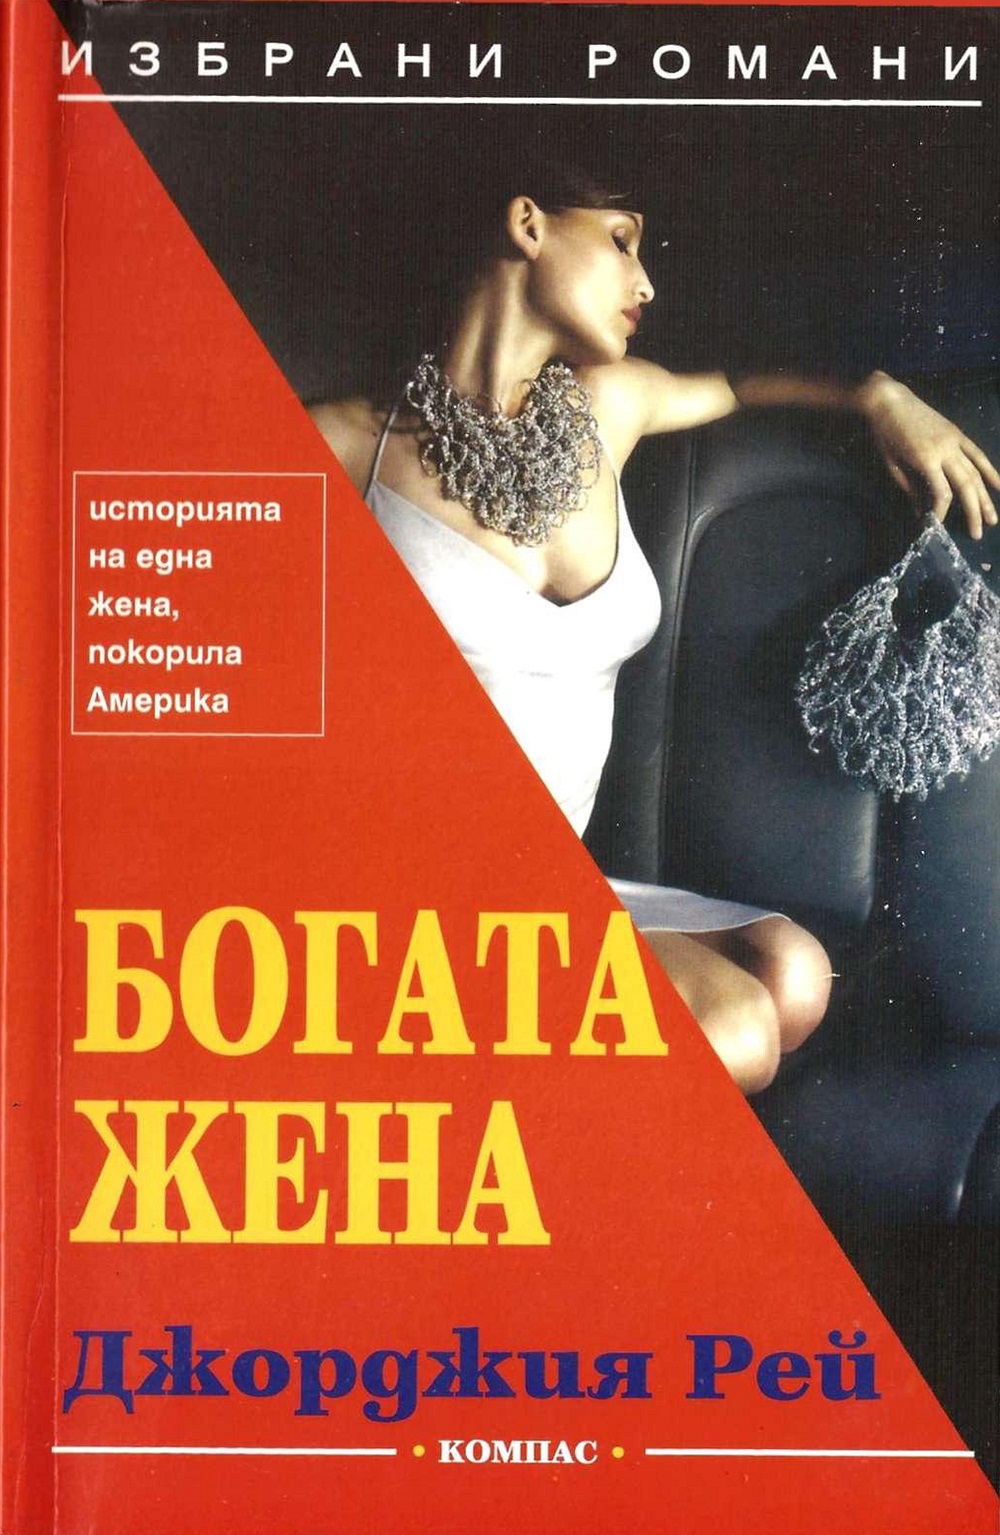 ИЗБРАНИ РОМАНИ
историята
на една
жена,
покорила
Америка
БОГАТА
ЖЕНА
Джорджия Рей
• КОМПАС •